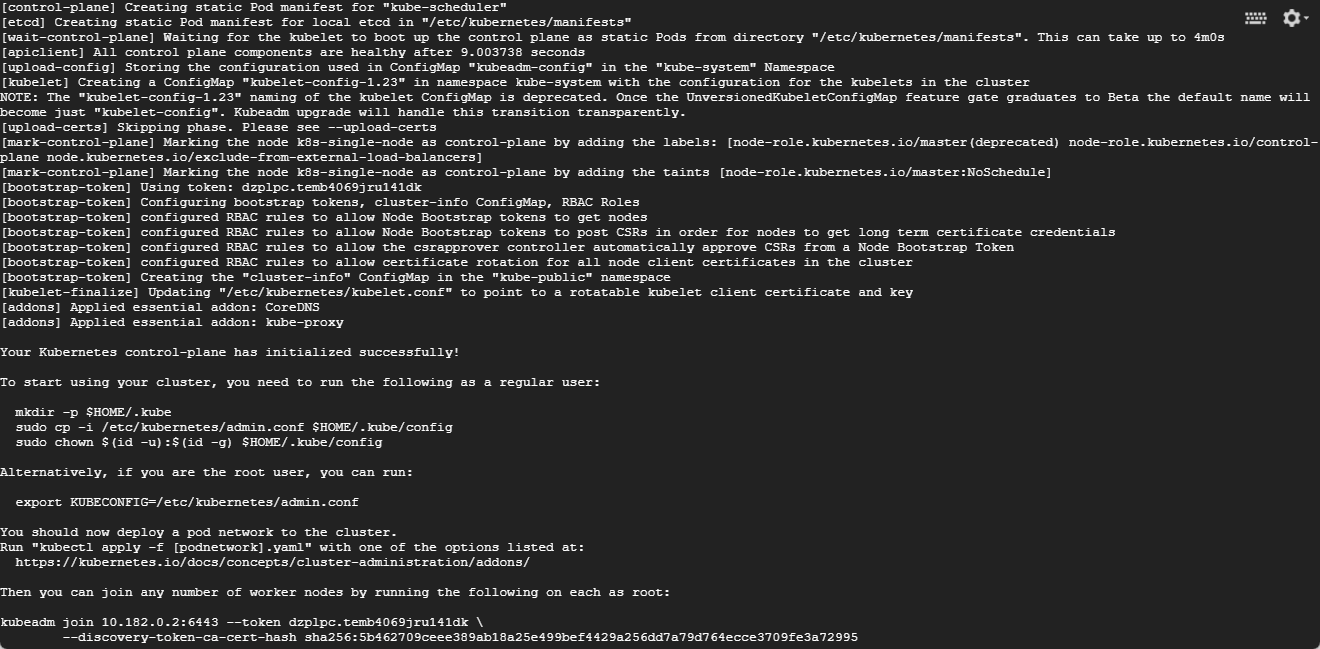 [control-plane] Creating static Pod manifest for "kube-scheduler"
[etcd] Creating static Pod manifest for local etcd in "/etc/kubernetes/manifests"
[wait-control-plane] Waiting for the kubelet to boot up the control plane as static Pods from directory "/etc/kubernetes/manifests". This can take up to 4m0s
[apiclient] All control plane components are healthy after 9.003738 seconds
[upload-config] Storing the configuration used in ConfigMap "kubeadm-config" in the "kube-system" Namespace
[kubelet] Creating a ConfigMap "kubelet-config-1.23" in namespace kube-system with the configuration for the kubelets in the cluster
NOTE: The "kubelet-config-1.23" naming of the kubelet ConfigMap is deprecated. Once the UnversionedKubeletConfigMap feature gate graduates to Beta the default name will
become just "kubelet-config". Kubeadm upgrade will handle this transition transparently.
[upload-certs] Skipping phase. Please see --upload-certs
[mark-control-plane] Marking the node k8s-single-node as control-plane by adding the labels: [node-role.kubernetes.io/master(deprecated) node-role.kubernetes.io/control-
plane node.kubernetes.io/exclude-from-external-load-balancers]
[mark-control-plane] Marking the node k8s-single-node as control-plane by adding the taints [node-role.kubernetes.io/master:NoSchedule]
[bootstrap-token] Using token: dzplpc.temb4069jru141dk
[bootstrap-token] Configuring bootstrap tokens, cluster-info ConfigMap, RBAC Roles
[bootstrap-token] configured RBAC rules to allow Node Bootstrap tokens to get nodes
[bootstrap-token] configured RBAC rules to allow Node Bootstrap tokens to post CSRs in order for nodes to get long term certificate credentials
[bootstrap-token] configured RBAC rules to allow the csrapprover controller automatically approve CSRs from a Node Bootstrap Token
[bootstrap-token] configured RBAC rules to allow certificate rotation for all node client certificates in the cluster
[bootstrap-token] Creating the "cluster-info" ConfigMap in the "kube-public" namespace
[kubelet-finalize] Updating "/etc/kubernetes/kubelet.conf" to point to a rotatable kubelet client certificate and key
[addons] Applied essential addon: CoreDNS
[addons] Applied essential addon: kube-proxy
Your Kubernetes control-plane has initialized successfully!
To start using your cluster, you need to run the following as a regular user:
mkdir -p $HOME/.kube
sudo cp -i /etc/kubernetes/admin.conf $HOME/.kube/config
sudo chown $(id -u):$(id -g) $HOME/.kube/config
Alternatively, if you are the root user, you can run:
export KUBECONFIG=/etc/kubernetes/admin.conf
You should now deploy a pod network to the cluster.
Run "kubectl apply -f [podnetwork].yaml" with one of the options listed at:
https://kubernetes.io/docs/concepts/cluster-administration/addons/
Then you can join any number of worker nodes by running the following on each as root:
kubeadm join 10.182.0.2:6443 --token dzplpc.temb4069jru141dk \
--discovery-token-ca-cert-hash sha256:5b462709ceee389ab18a25e499bef4429a256dd7a79d764ecce3709fe3a72995